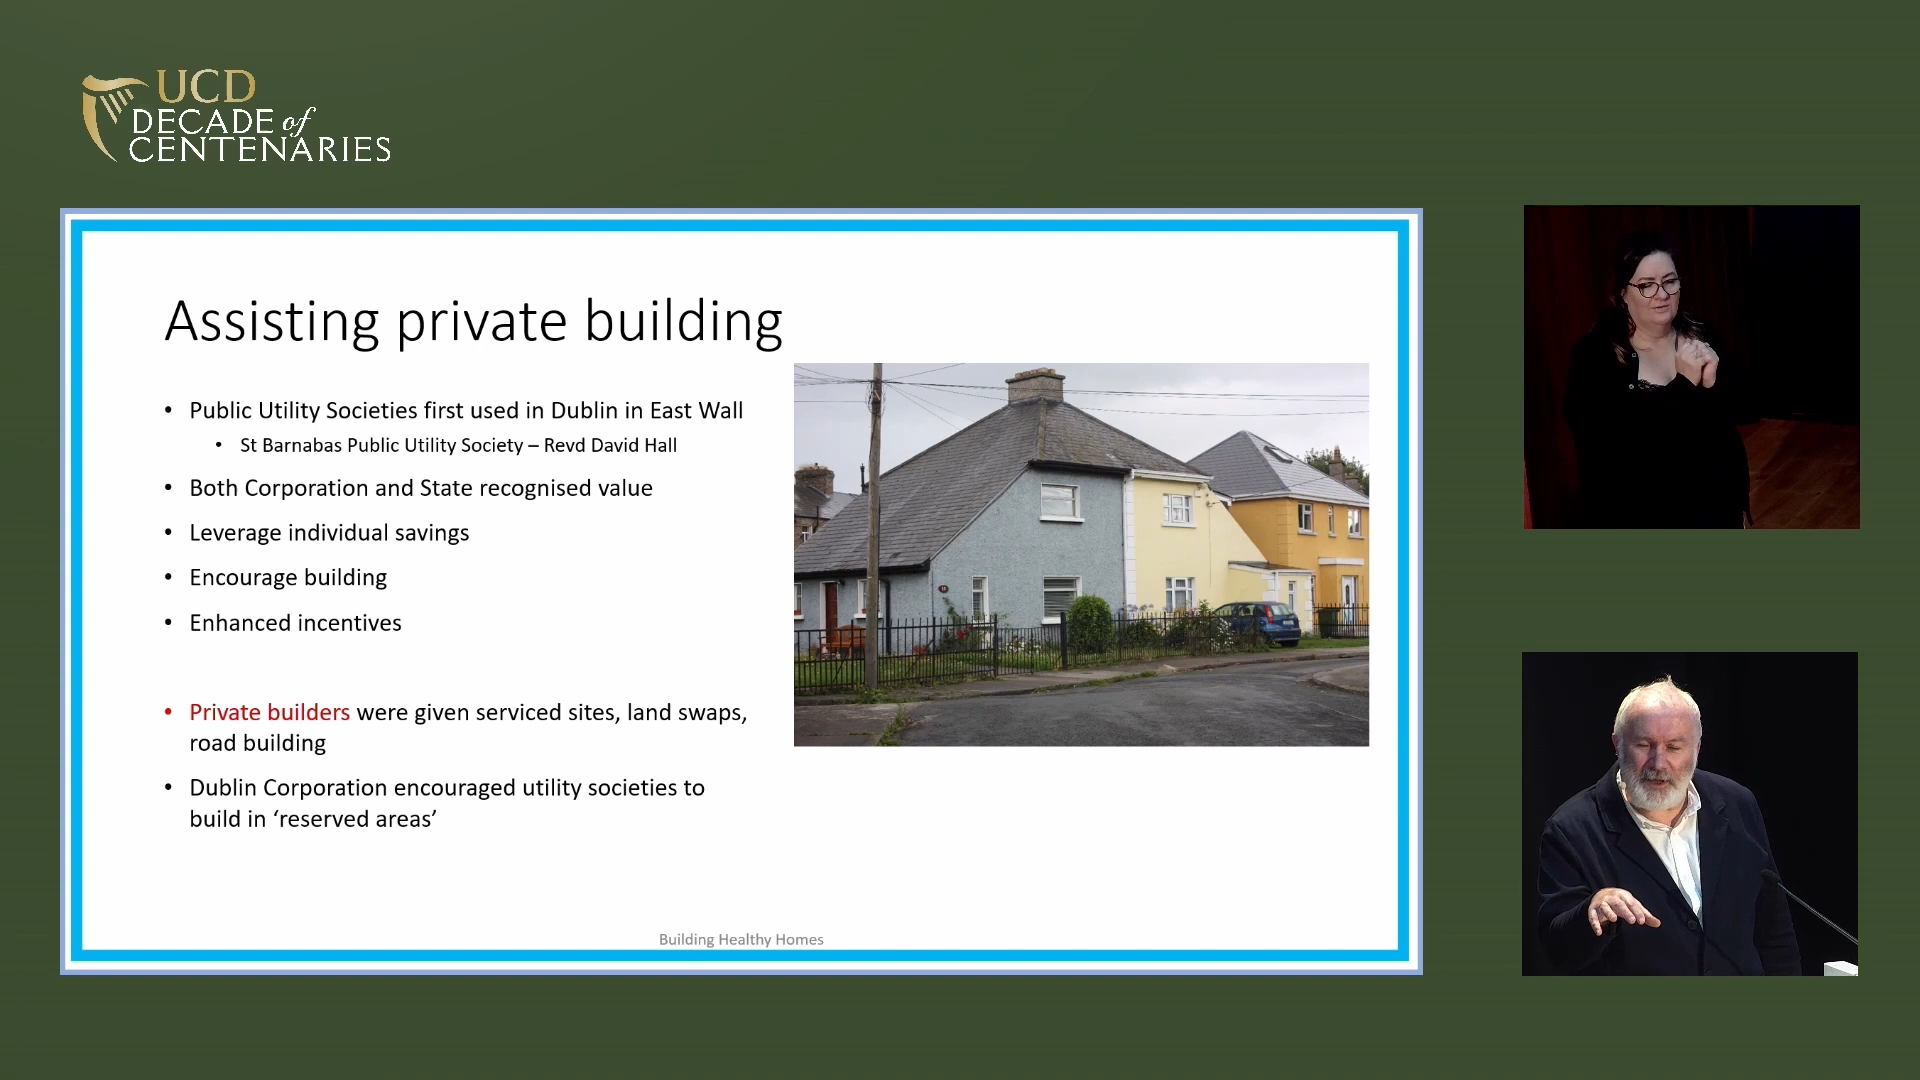 UCD
DECADE of
CENTENARIES
Assisting private building
• Public Utility Societies first used in Dublin in East Wall
• St Barnabas Public Utility Society – Revd David Hall
• Both Corporation and State recognised value
• Leverage individual savings
• Encourage building
• Enhanced incentives
• Private builders were given serviced sites, land swaps,
road building
• Dublin Corporation encouraged utility societies to
build in ‘reserved areas’
Building Healthy Homes